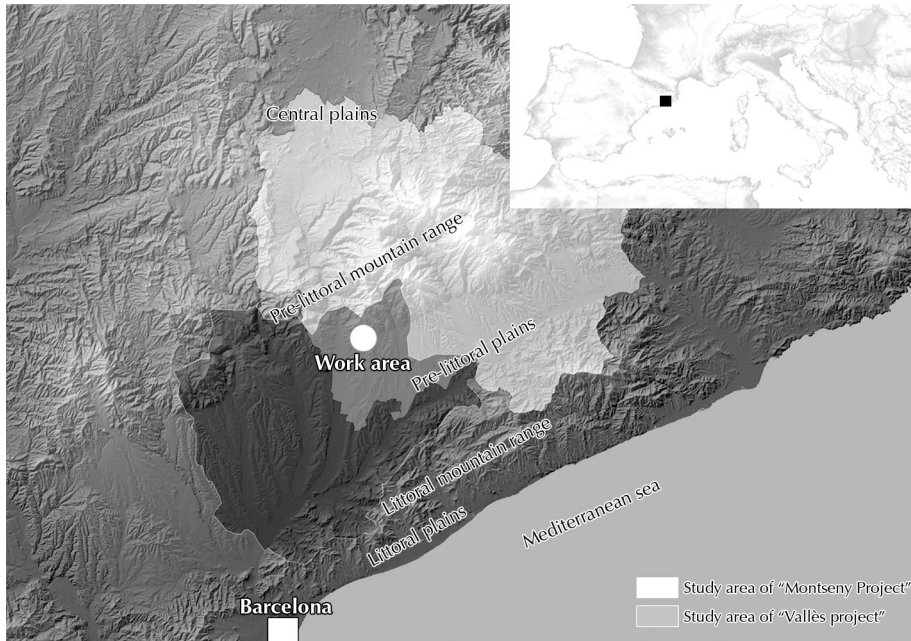 Central plains
Pre-littoral mountain range
Work area
Pre-littoral plains
Littoral mountain range
Littoral plains
Mediterranean sea
Barcelona
Study area of “Montseny Project”
Study area of “Vallès project”